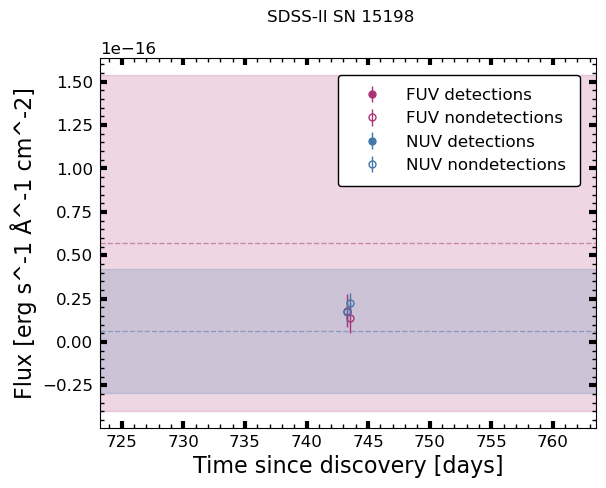 SDSS-II SN 15198
1e−16
FUV detections
FUV nondetections
NUV detections
NUV nondetections
1.50
1.25
1.00
0.75
0.50
0.25
0.00
−0.25
Flux [erg s^-1 Å^-1 cm^-2]
725 730 735 740 745 750 755 760
Time since discovery [days]